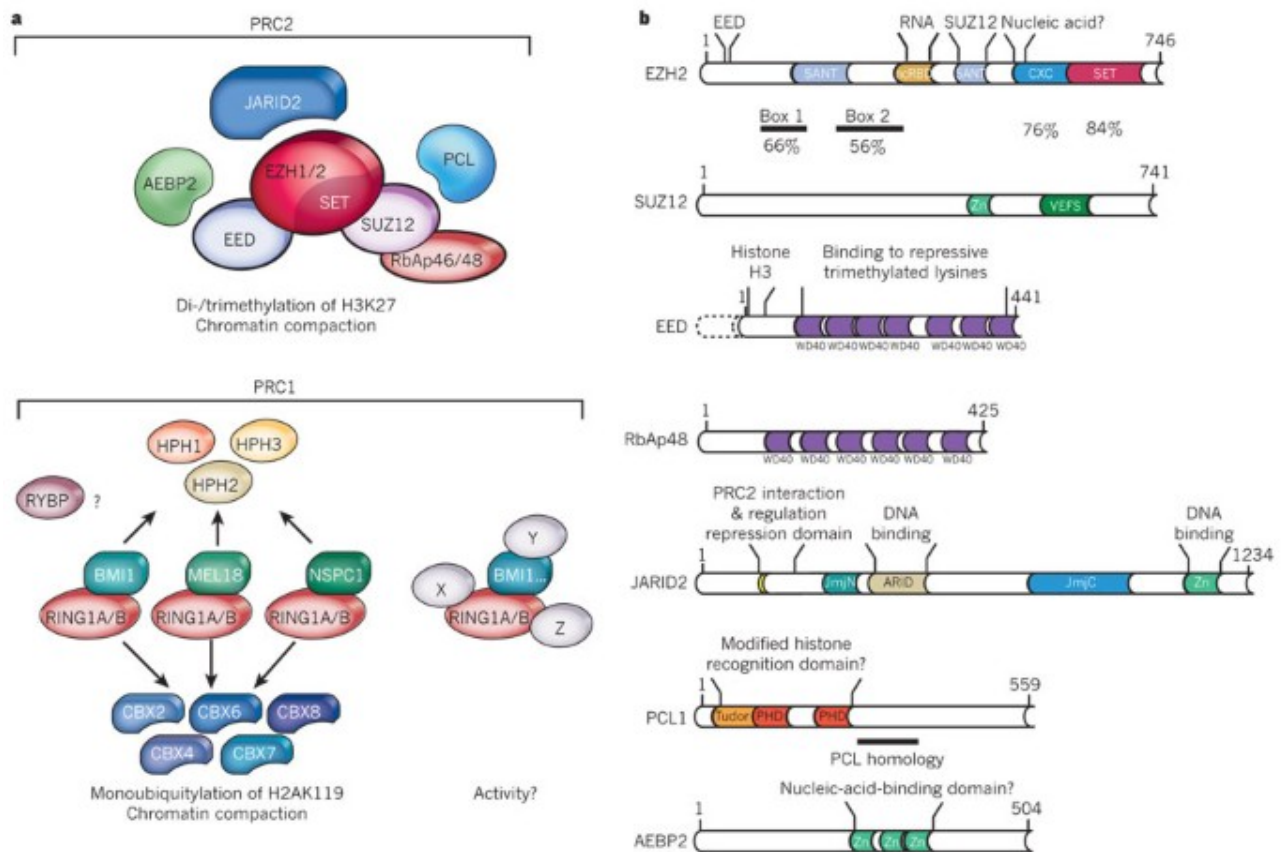 a
PRC2
JARID2
PCL
AEBP2
EZH1/2
SET
SUZ12
EED
RbAp46/48
Di-/trimethylation of H3K27
Chromatin compaction
PRC1
HPH1
HPH3
HPH2
RYBP
?
BMI1
MEL18
NSPC1
RING1A/B
RING1A/B
RING1A/B
Y
BMI1...
X
RING1A/B
Z
CBX2
CBX6
CBX8
CBX4
CBX7
Monoubiquitylation of H2AK119
Chromatin compaction
Activity?
b
EED
RNA SUZ12 Nucleic acid?
1
746
EZH2
SANT
ncRBD
SANT
CXC
SET
Box 1
Box 2
66%
56%
76%
84%
1
741
SUZ12
Zn
VEFS
Histone
H3
Binding to repressive
trimethylated lysines
1
441
EED
WD40 WD40 WD40 WD40 WD40 WD40 WD40
1
425
RbAp48
WD40 WD40 WD40 WD40 WD40 WD40
PRC2 interaction
& regulation
repression domain
DNA
binding
DNA
binding
1
1234
JARID2
JmjN
ARID
JmjC
Zn
Modified histone
recognition domain?
1
559
PCL1
Tudor
PHD
PHD
PCL homology
Nucleic-acid-binding domain?
1
504
AEBP2
Zn
Zn
Zn